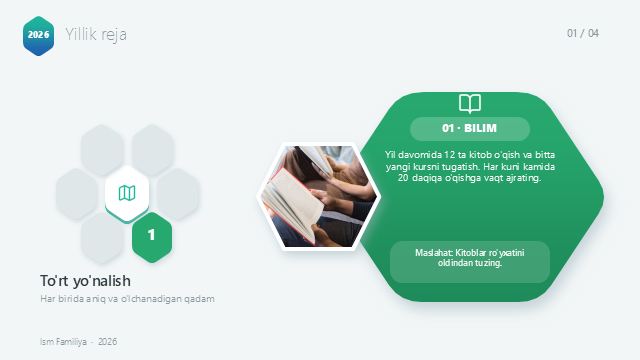 2026
Yillik reja
01 / 04
01 · BILIM
Yil davomida 12 ta kitob o'qish va bitta
yangi kursni tugatish. Har kuni kamida
20 daqiqa o'qishga vaqt ajrating.
Maslahat: Kitoblar ro'yxatini
oldindan tuzing.
1
To'rt yo'nalish
Har birida aniq va o'lchanadigan qadam
Ism Familiya · 2026